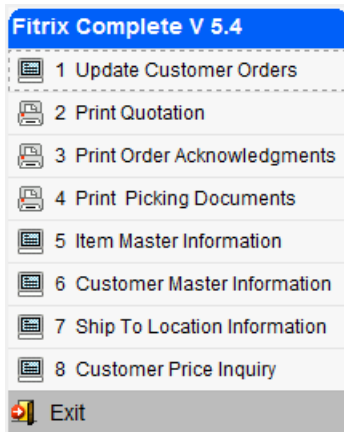 Fitrix Complete V 5.4
1 Update Customer Orders
2 Print Quotation
3 Print Order Acknowledgments
4 Print Picking Documents
5 Item Master Information
6 Customer Master Information
7 Ship To Location Information
8 Customer Price Inquiry
Exit